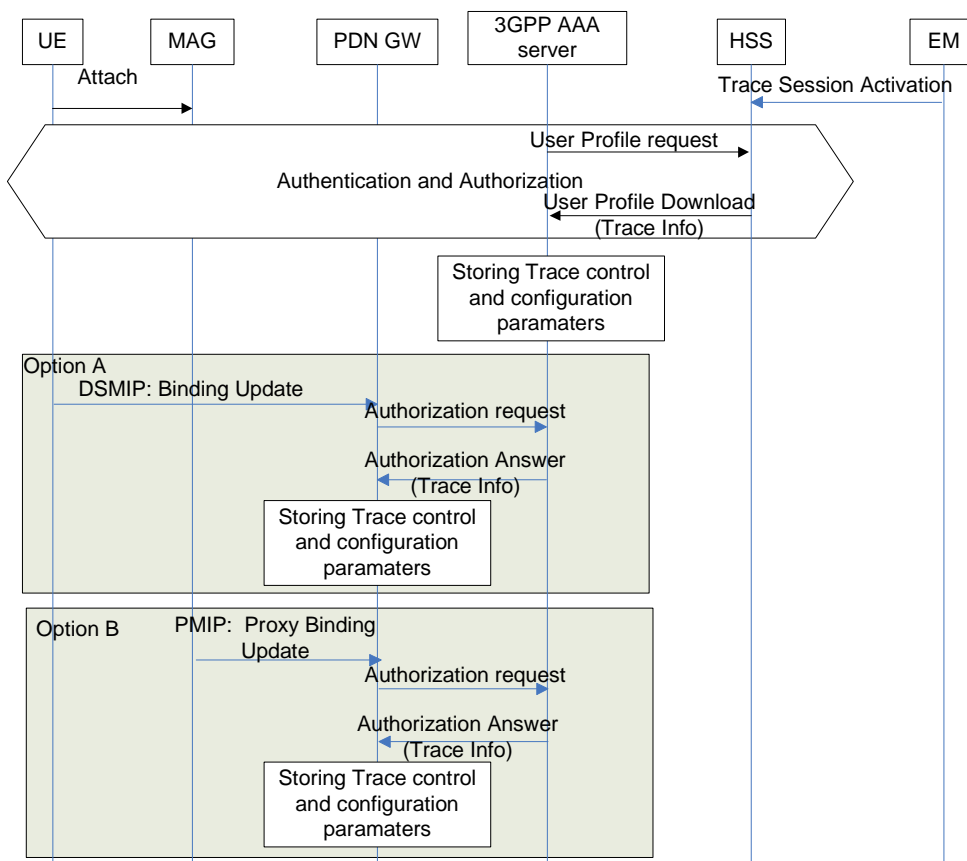 UE
MAG
PDN GW
3GPP AAA
server
HSS
EM
Attach
Trace Session Activation
User Profile request
Authentication and Authorization
User Profile Download
(Trace Info)
Storing Trace control
and configuration
paramaters
Option A
DSMIP: Binding Update
Authorization request
Authorization Answer
(Trace Info)
Storing Trace control
and configuration
paramaters
Option B
PMIP: Proxy Binding
Update
Authorization request
Authorization Answer
(Trace Info)
Storing Trace control
and configuration
paramaters